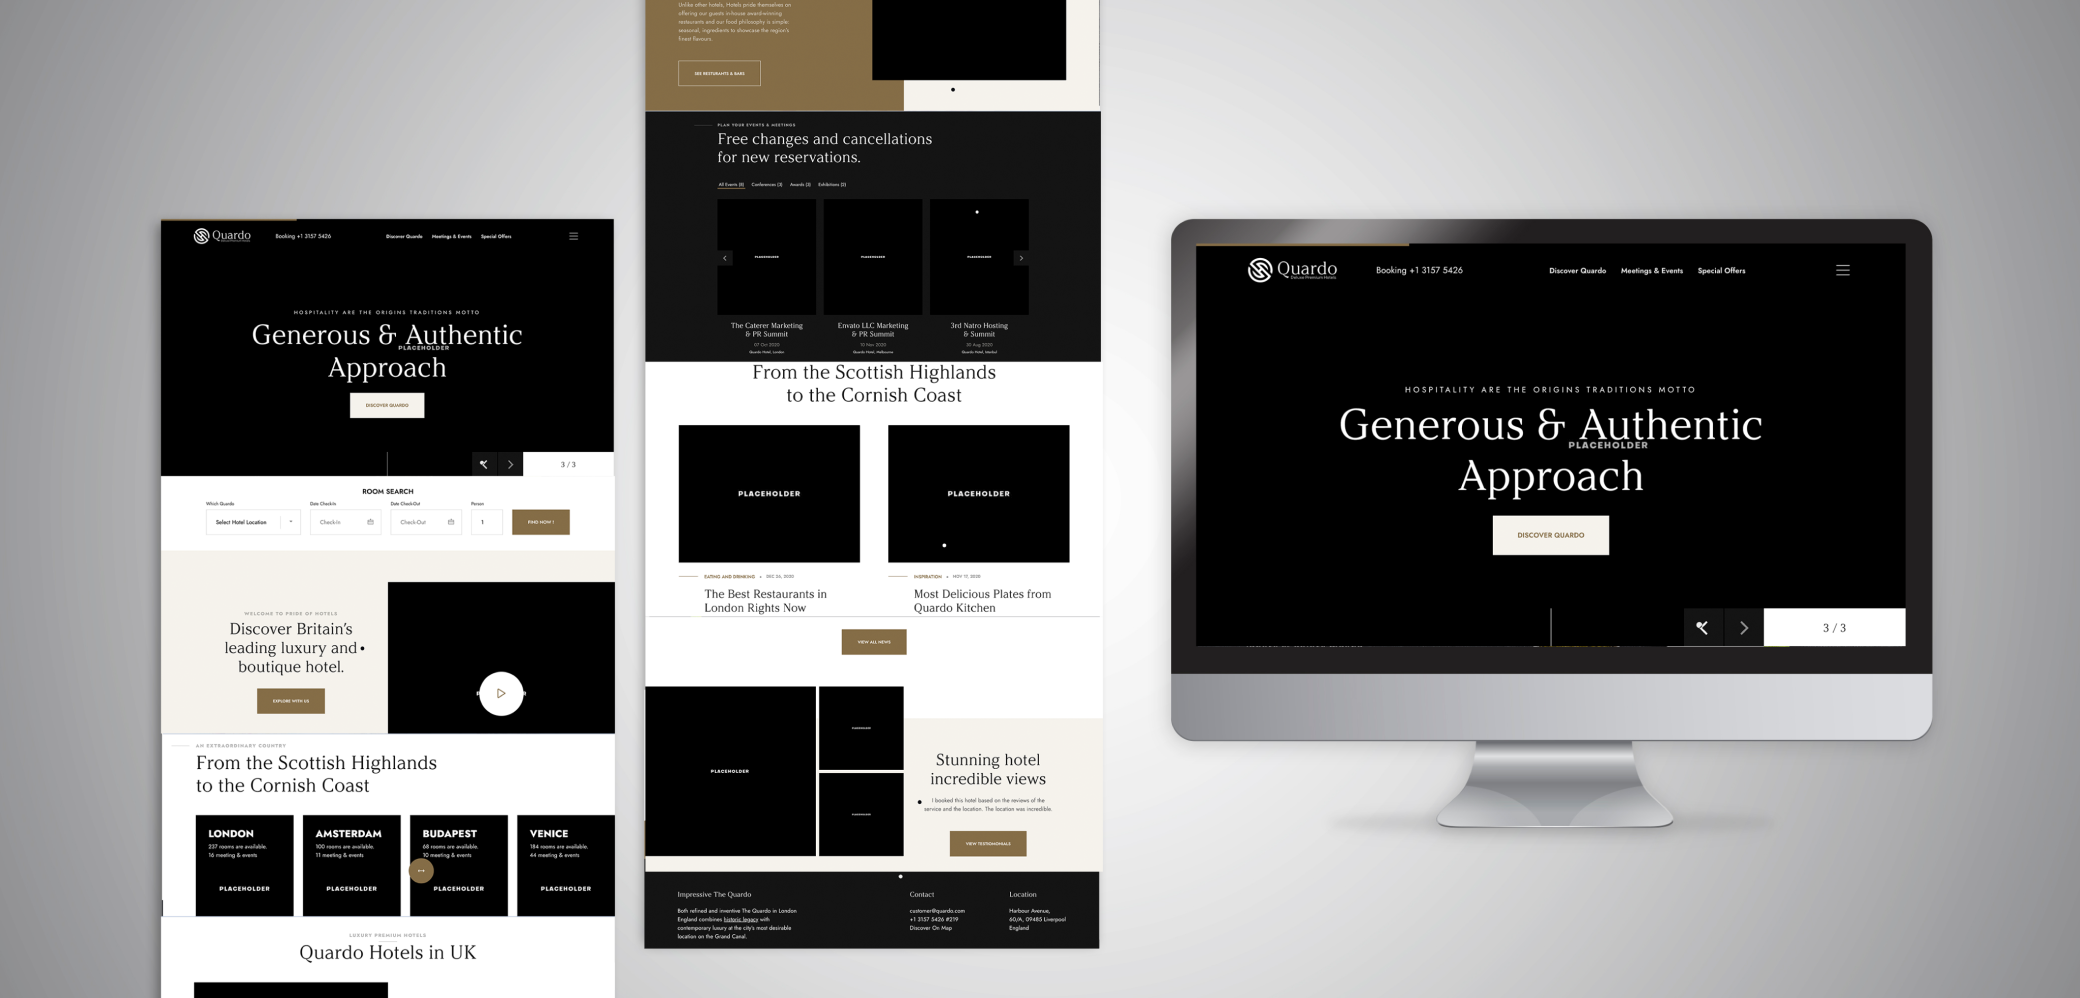 Quardo
Booking +1 3157 5426
Discover Quardo
Meetings & Events
Special Offers
HOSPITALITY ARE THE ORIGINS TRADITIONS MOTTO
Generous & Authentic
PLACEHOLDER
Approach
DISCOVER QUARDO
3 / 3
ROOM SEARCH
Which Quardo
Date Check-In
Date Check-Out
Person
Select Hotel Location
Check-In
Check-Out
1
FIND NOW !
WELCOME TO PRIDE OF HOTELS
Discover Britain's
leading luxury and
boutique hotel.
EXPLORE WITH US
AN EXTRAORDINARY COUNTRY
From the Scottish Highlands
to the Cornish Coast
LONDON
237 rooms are available.
16 meeting & events
PLACEHOLDER
AMSTERDAM
100 rooms are available.
11 meeting & events
PLACEHOLDER
BUDAPEST
68 rooms are available.
10 meeting & events
PLACEHOLDER
VENICE
184 rooms are available.
44 meeting & events
PLACEHOLDER
LUXURY PREMIUM HOTELS
Quardo Hotels in UK
Unlike other hotels, Hotels pride themselves on
offering our guests in-house award-winning
restaurants and our food philosophy is simple:
seasonal, ingredients to showcase the region's
finest flavours.
SEE RESTURANTS & BARS
PLAN YOUR EVENTS & MEETINGS
Free changes and cancellations
for new reservations.
All Events (8)
Conferences (3)
Awards (3)
Exhibitions (2)
PLACEHOLDER
PLACEHOLDER
PLACEHOLDER
The Caterer Marketing
& PR Summit
07 Oct 2020
Quardo Hotel, London
Envato LLC Marketing
& PR Summit
10 Nov 2020
Quardo Hotel, Melbourne
3rd Natro Hosting
& Summit
30 Aug 2020
Quardo Hotel, Istanbul
From the Scottish Highlands
to the Cornish Coast
PLACEHOLDER
PLACEHOLDER
EATING AND DRINKING • DEC 26, 2020
The Best Restaurants in
London Rights Now
INSPIRATION • NOV 17, 2020
Most Delicious Plates from
Quardo Kitchen
VIEW ALL NEWS
PLACEHOLDER
PLACEHOLDER
PLACEHOLDER
Stunning hotel
incredible views
I booked this hotel based on the reviews of the
service and the location. The location was incredible.
VIEW TESTIMONIALS
Impressive The Quardo
Both refined and inventive The Quardo in London
England combines historic legacy with
contemporary luxury at the city's most desirable
location on the Grand Canal.
Contact
customer@quardo.com
+1 3157 5426 #219
Discover On Map
Location
Harbour Avenue,
60/A, 09485 Liverpool
England
Quardo
Deluxe Premium Hotels
Booking +1 3157 5426
Discover Quardo
Meetings & Events
Special Offers
HOSPITALITY ARE THE ORIGINS TRADITIONS MOTTO
Generous & Authentic
PLACEHOLDER
Approach
DISCOVER QUARDO
3 / 3